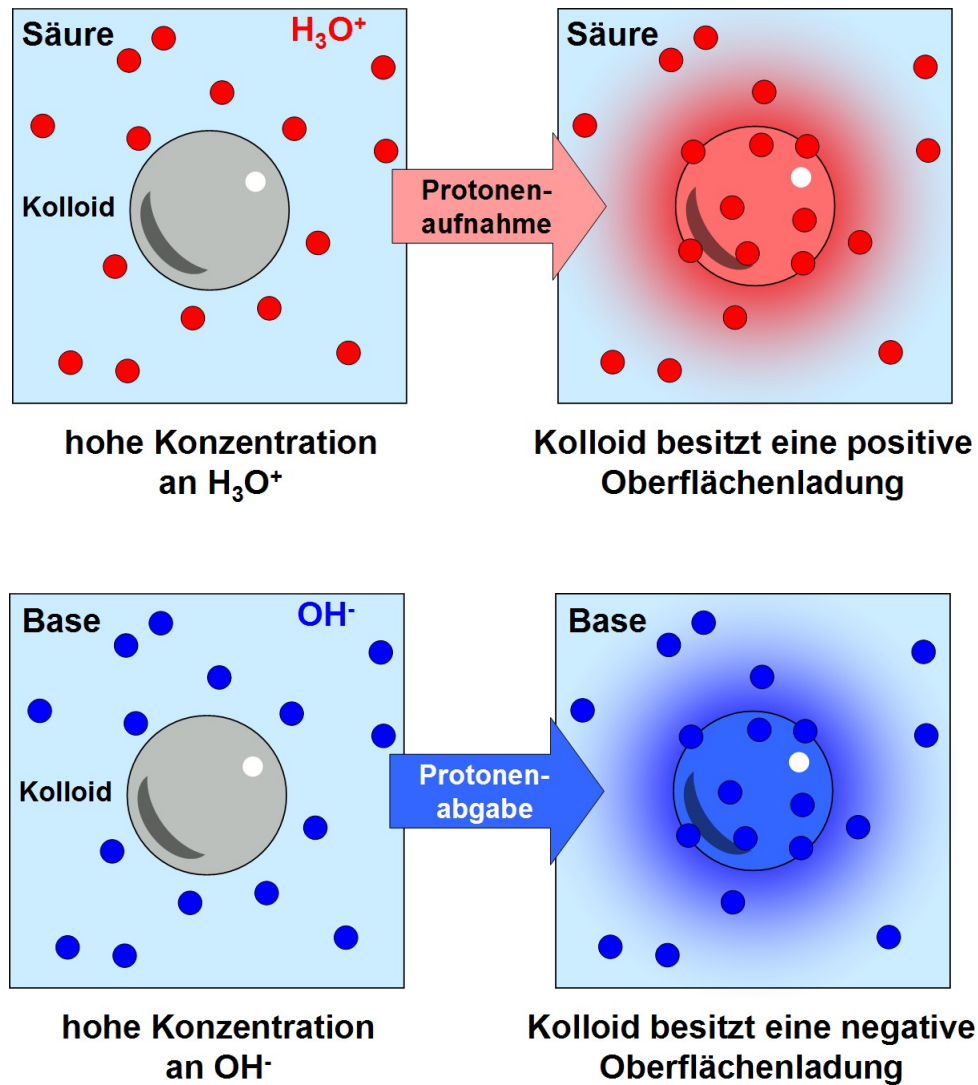 Säure
H₃O⁺
Kolloid
Protonen-
aufnahme
Säure
hohe Konzentration
an H₃O⁺
Kolloid besitzt eine positive
Oberflächenladung
Base
OH⁻
Kolloid
Protonen-
abgabe
Base
hohe Konzentration
an OH⁻
Kolloid besitzt eine negative
Oberflächenladung